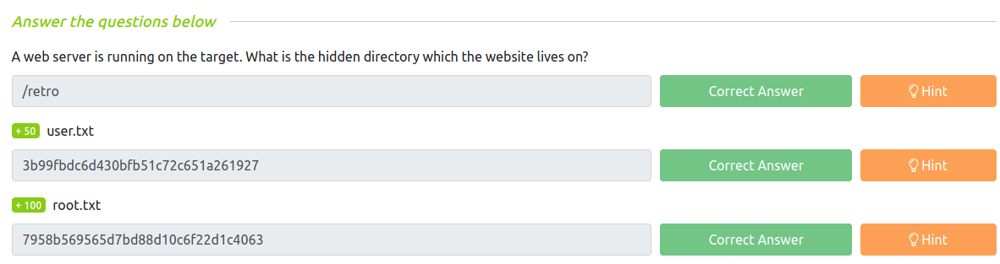 Answer the questions below
A web server is running on the target. What is the hidden directory which the website lives on?
/retro Correct Answer Hint
+ 50 user.txt
3b99fbdc6d430bfb51c72c651a261927 Correct Answer Hint
+ 100 root.txt
7958b569565d7bd88d10c6f22d1c4063 Correct Answer Hint